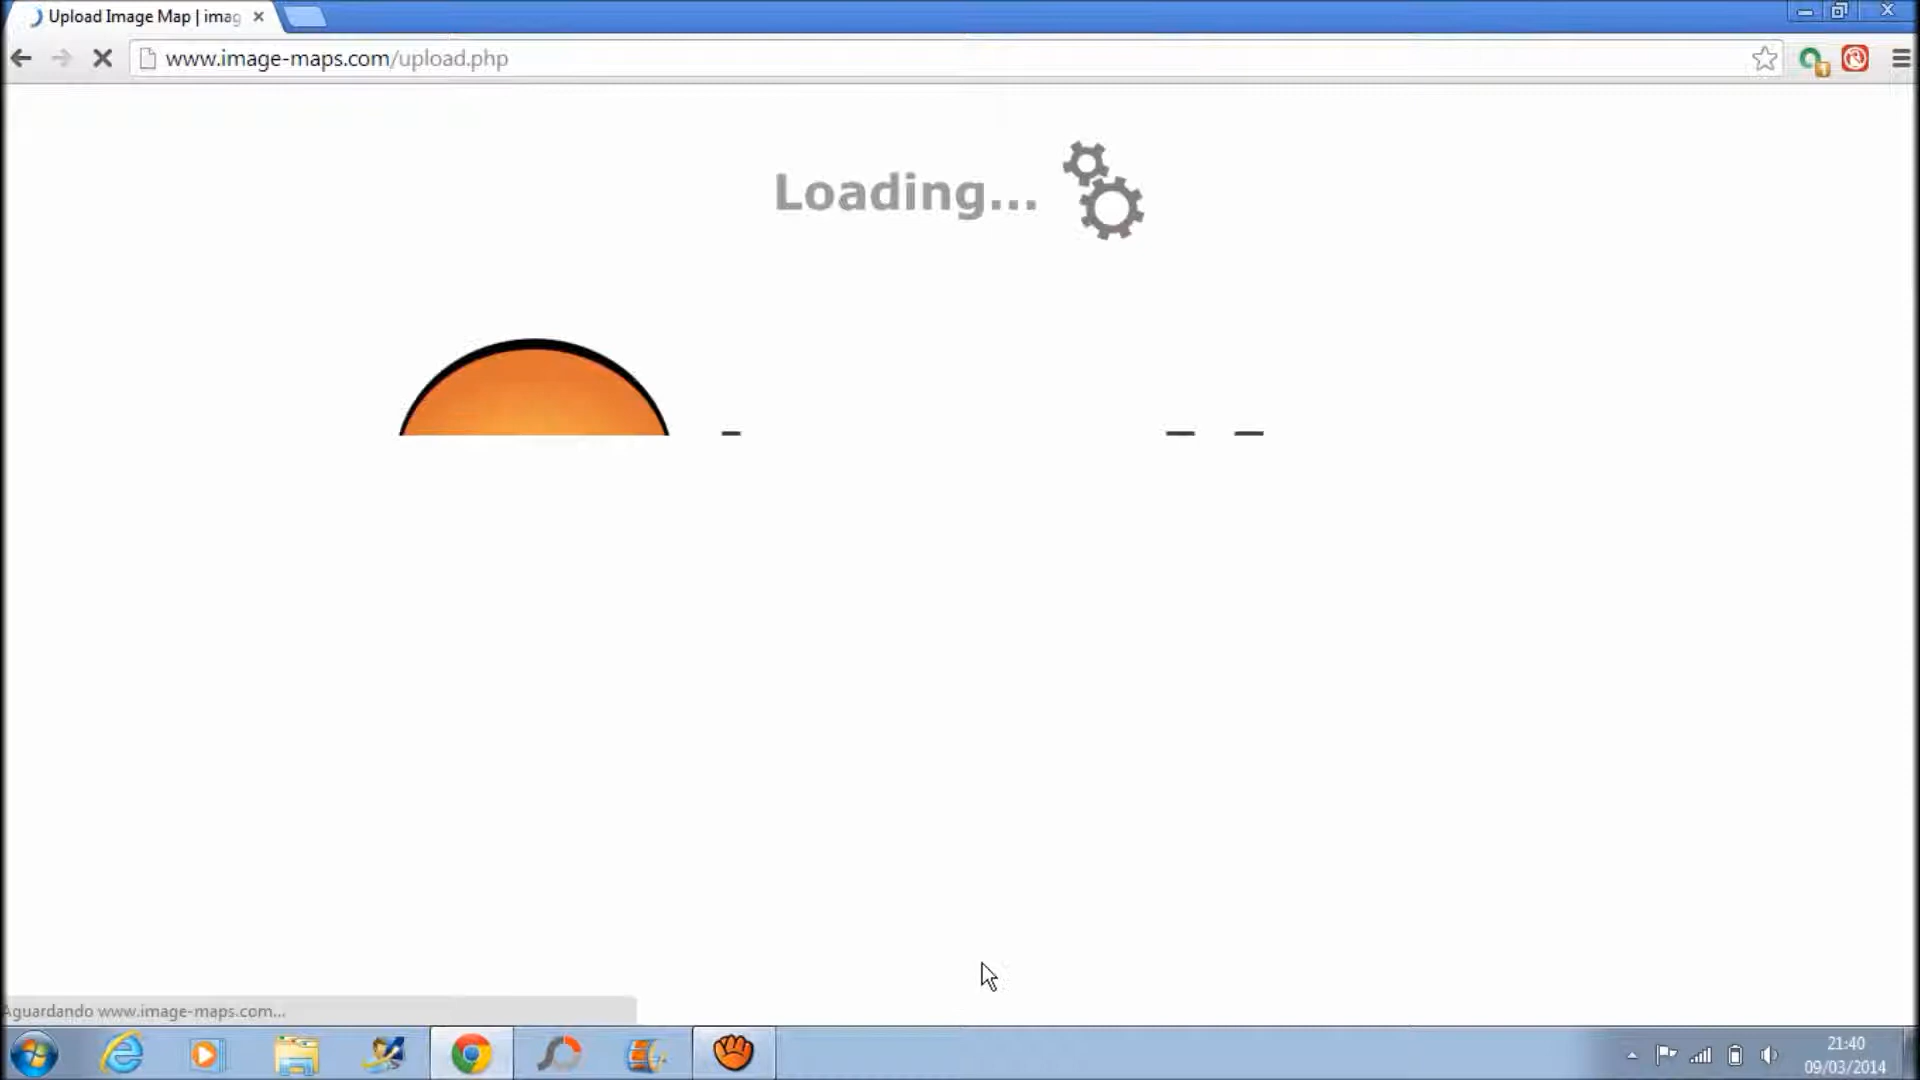 Upload Image Map | imag
www.image-maps.com/upload.php
Loading...
Aguardando www.image-maps.com...
21:40
09/03/2014